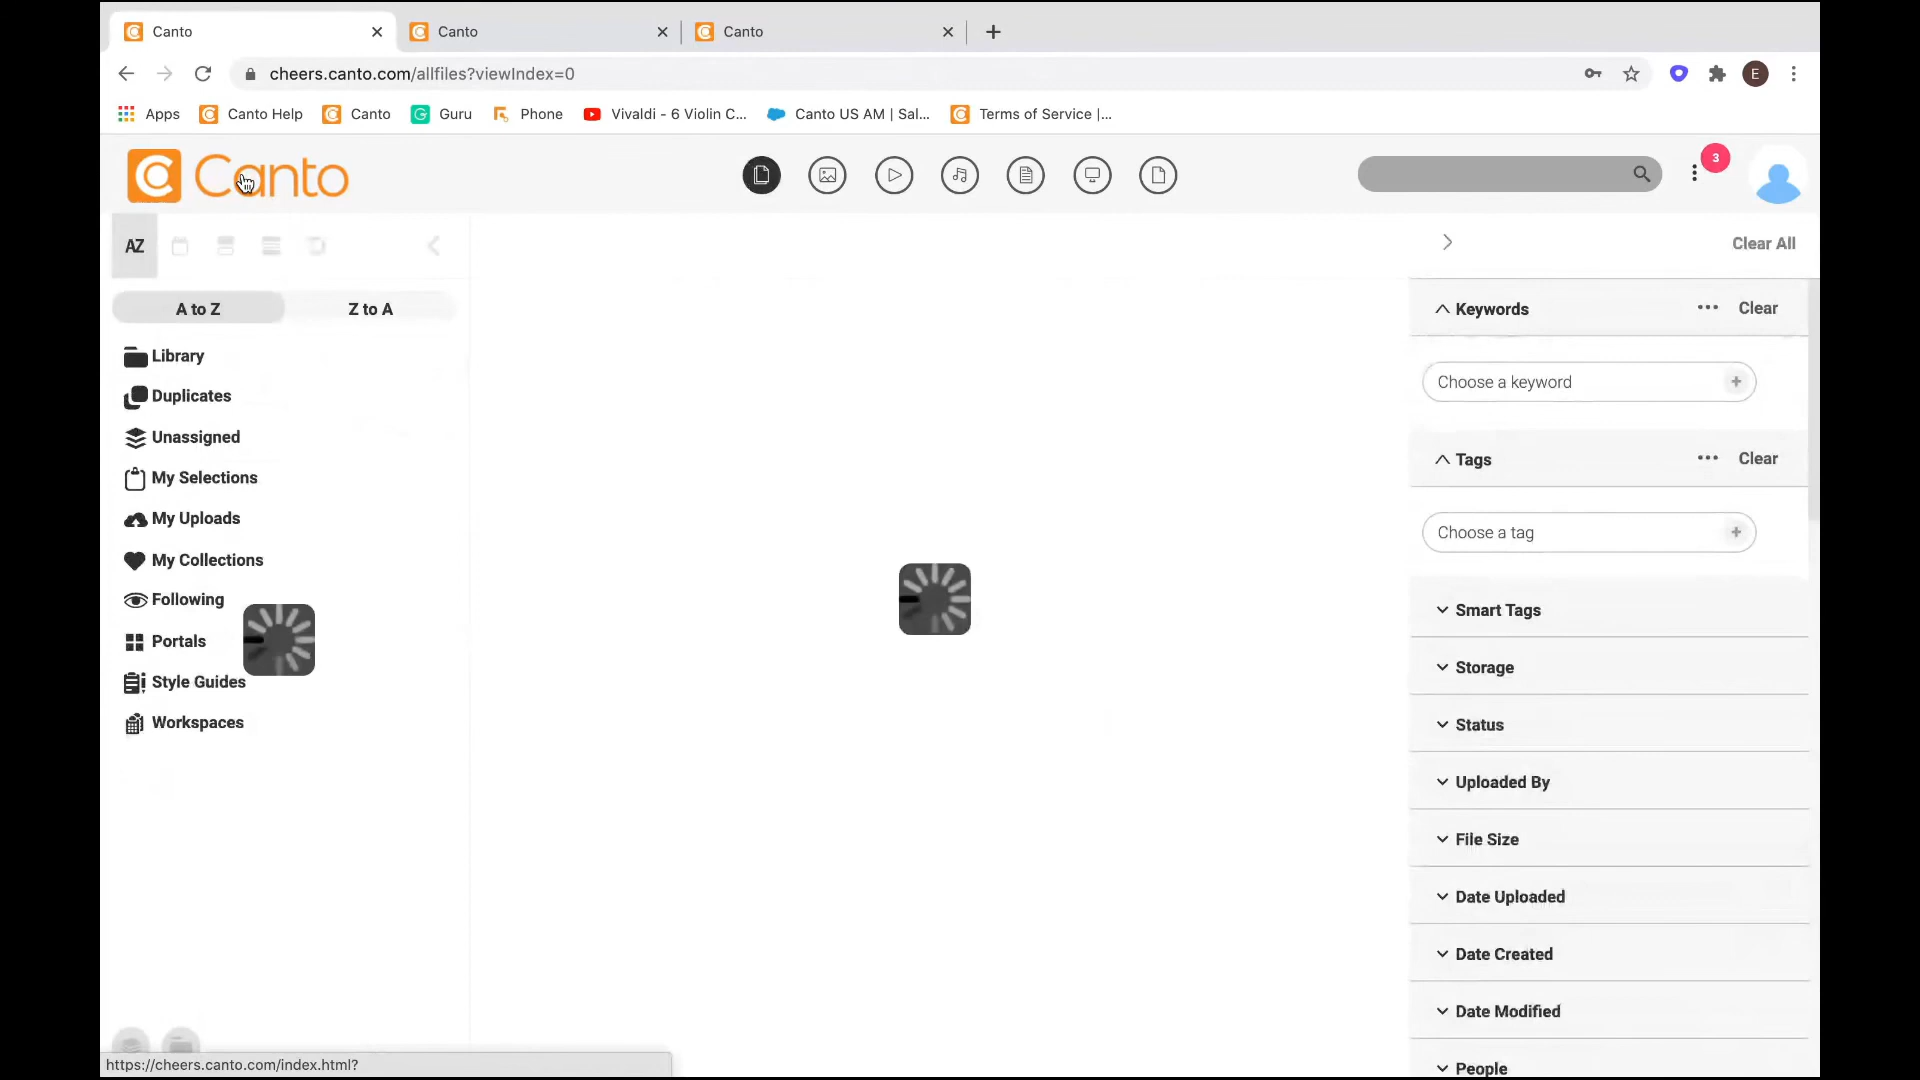 Canto
Canto
Canto
cheers.canto.com/allfiles?viewIndex=0
E
Apps
Canto Help
Canto
Guru
Phone
Vivaldi - 6 Violin C...
Canto US AM | Sal...
Terms of Service |...
Canto
3
AZ
Clear All
A to Z
Z to A
Library
Duplicates
Unassigned
My Selections
My Uploads
My Collections
Following
Portals
Style Guides
Workspaces
Keywords
Clear
Choose a keyword
Tags
Clear
Choose a tag
Smart Tags
Storage
Status
Uploaded By
File Size
Date Uploaded
Date Created
Date Modified
People
https://cheers.canto.com/index.html?